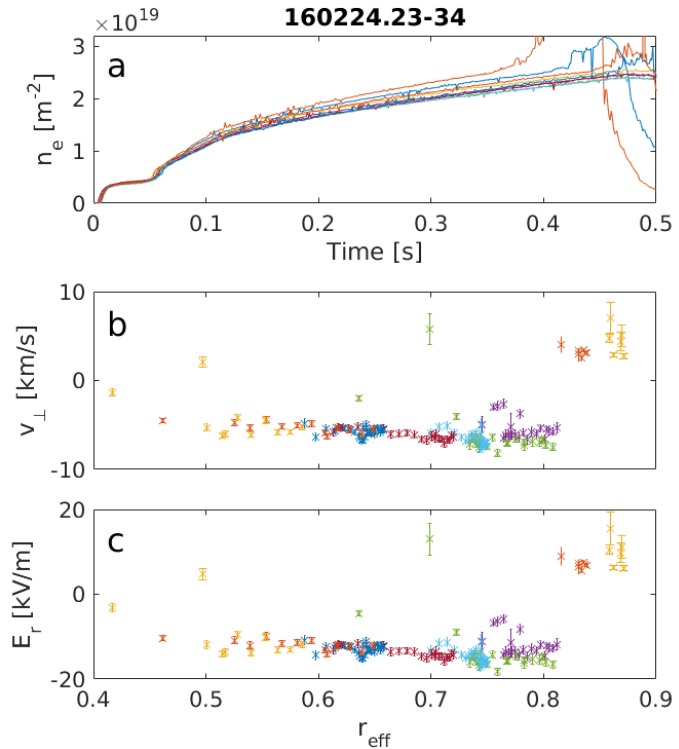 160224.23-34
×10^19
a
3
2
1
0
n_e [m^-2]
0 0.1 0.2 0.3 0.4 0.5
Time [s]
b
10
0
-10
v_⊥ [km/s]
c
20
0
-20
E_r [kV/m]
0.4 0.5 0.6 0.7 0.8 0.9
r_eff